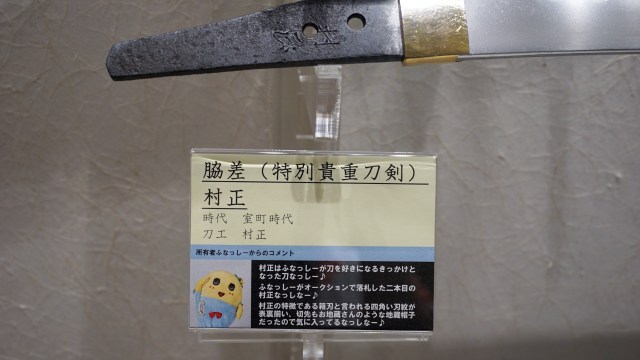 村正
脇差（特別貴重刀剣）
村正
時代　室町時代
刀工　村正
所有者ふなっしーからのコメント
村正はふなっしーが刀を好きになるきっかけと
なった刀なっしー♪
ふなっしーがオークションで落札した二本目の
村正なっしなー♪
村正の特徴である箱刃と言われる四角い刃紋が
表裏揃い、切先もお地蔵さんのような地蔵帽子
だったので気に入ってるなっしなー♪